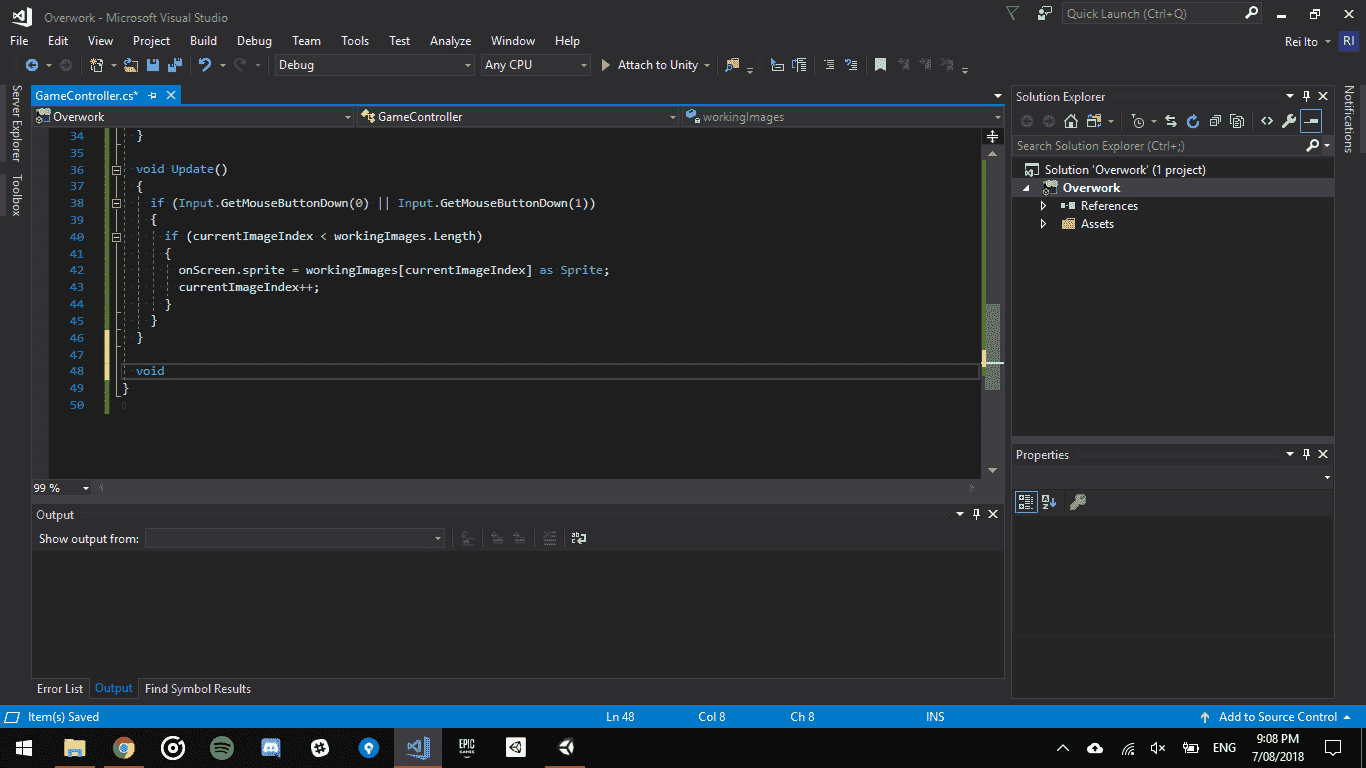 Overwork - Microsoft Visual Studio
Quick Launch (Ctrl+Q)
File Edit View Project Build Debug Team Tools Test Analyze Window Help
Rei Ito RI
Debug Any CPU Attach to Unity
Server Explorer
Toolbox
GameController.cs*
Overwork GameController workingImages
34 }
35
36 void Update()
37 {
38 if (Input.GetMouseButtonDown(0) || Input.GetMouseButtonDown(1))
39 {
40 if (currentImageIndex < workingImages.Length)
41 {
42 onScreen.sprite = workingImages[currentImageIndex] as Sprite;
43 currentImageIndex++;
44 }
45 }
46 }
47
48 void
49 }
50
99 %
Output
Show output from:
Error List Output Find Symbol Results
Solution Explorer
Search Solution Explorer (Ctrl+;)
Solution 'Overwork' (1 project)
Overwork
References
Assets
Properties
Notifications
Item(s) Saved Ln 48 Col 8 Ch 8 INS Add to Source Control
EPIC
GAMES
ENG
9:08 PM
7/08/2018